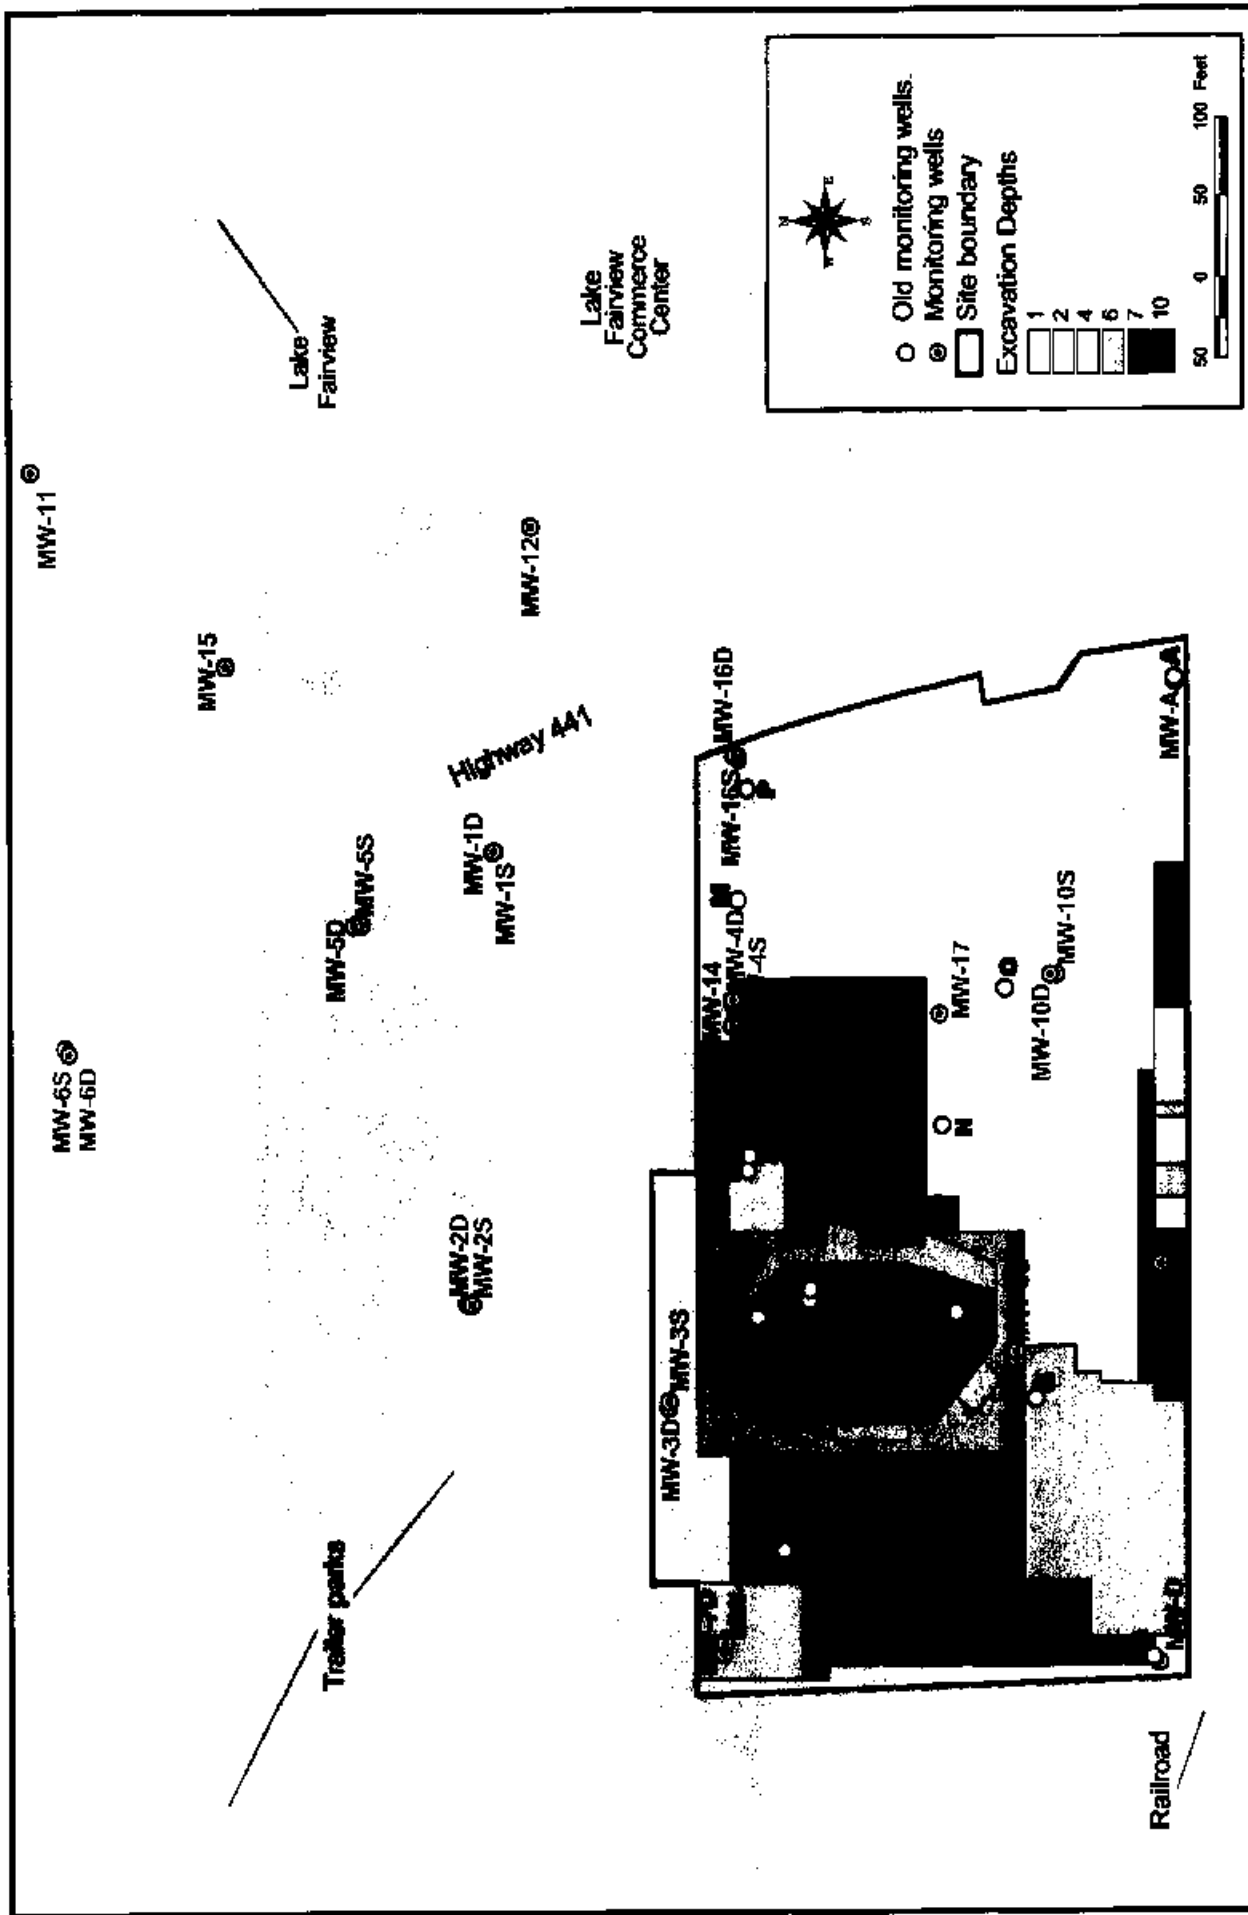 MW-11
MW-15
MW-6S
MW-6D
Lake
Fairview
MW-5D
MW-5S
MW-12
Lake
Fairview
Commerce
Center
Highway 441
MW-1D
MW-1S
MW-2D
MW-2S
Trailer parks
MW-16D
MW-16S
P
M
MW-4D
-4S
MW-14
MW-3D
MW-3S
MW-17
N
MW-10S
MW-10D
MW-A
A
MW-D
Railroad
N
E
S
W
Old monitoring wells.
Monitoring wells
Site boundary
Excavation Depths
1
2
4
6
7
10
50 0 50 100 Feet